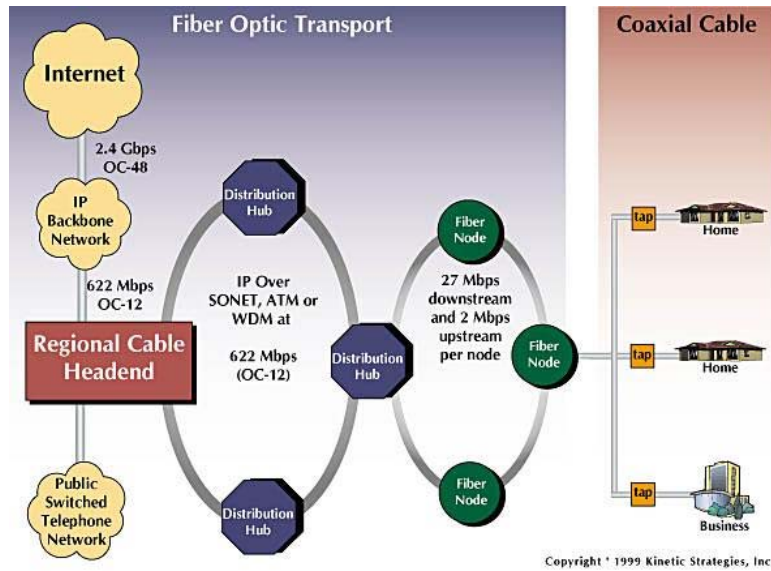 Fiber Optic Transport
Coaxial Cable
Internet
2.4 Gbps
OC-48
IP
Backbone
Network
622 Mbps
OC-12
Regional Cable
Headend
Public
Switched
Telephone
Network
Distribution
Hub
IP Over
SONET, ATM or
WDM at
622 Mbps
(OC-12)
Distribution
Hub
Distribution
Hub
Fiber
Node
27 Mbps
downstream
and 2 Mbps
upstream
per node
Fiber
Node
Fiber
Node
tap
Home
tap
Home
tap
Business
Copyright ' 1999 Kinetic Strategies, Inc